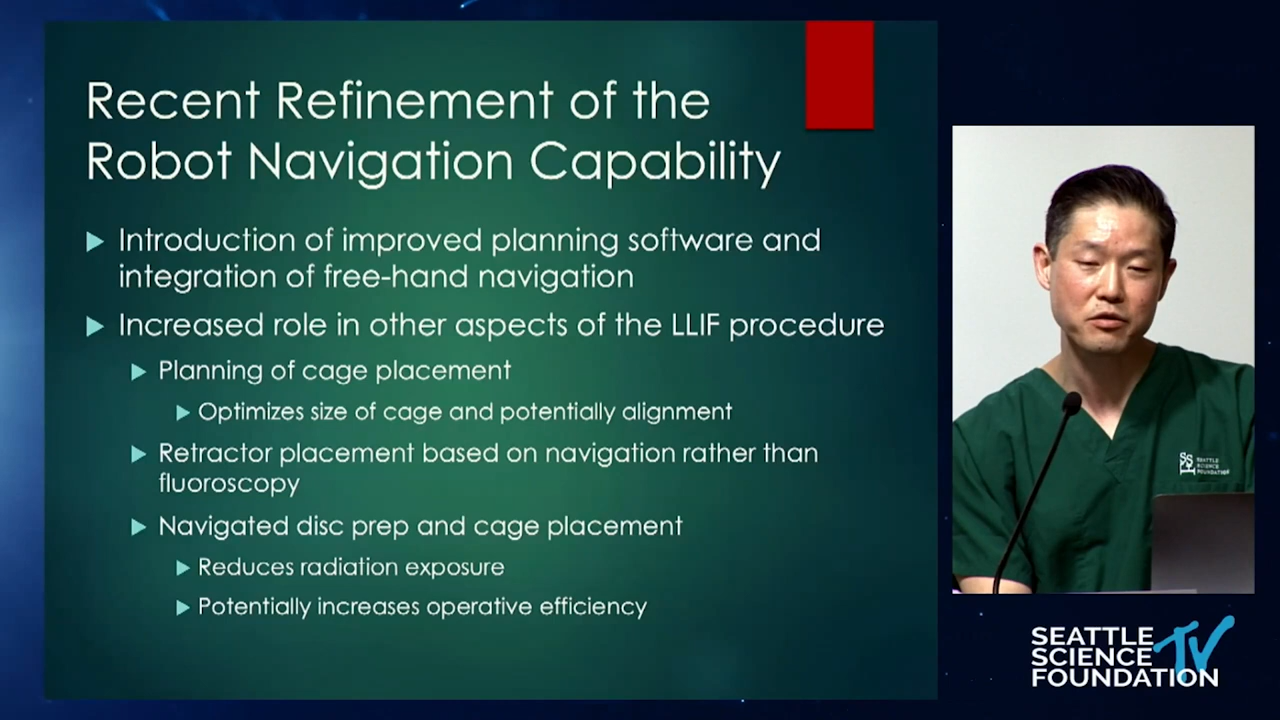 Recent Refinement of the
Robot Navigation Capability
Introduction of improved planning software and
integration of free-hand navigation
Increased role in other aspects of the LLIF procedure
Planning of cage placement
Optimizes size of cage and potentially alignment
Retractor placement based on navigation rather than
fluoroscopy
Navigated disc prep and cage placement
Reduces radiation exposure
Potentially increases operative efficiency
SEATTLE
SCIENCE
FOUNDATION
SEATTLE
SCIENCE
FOUNDATION
TV